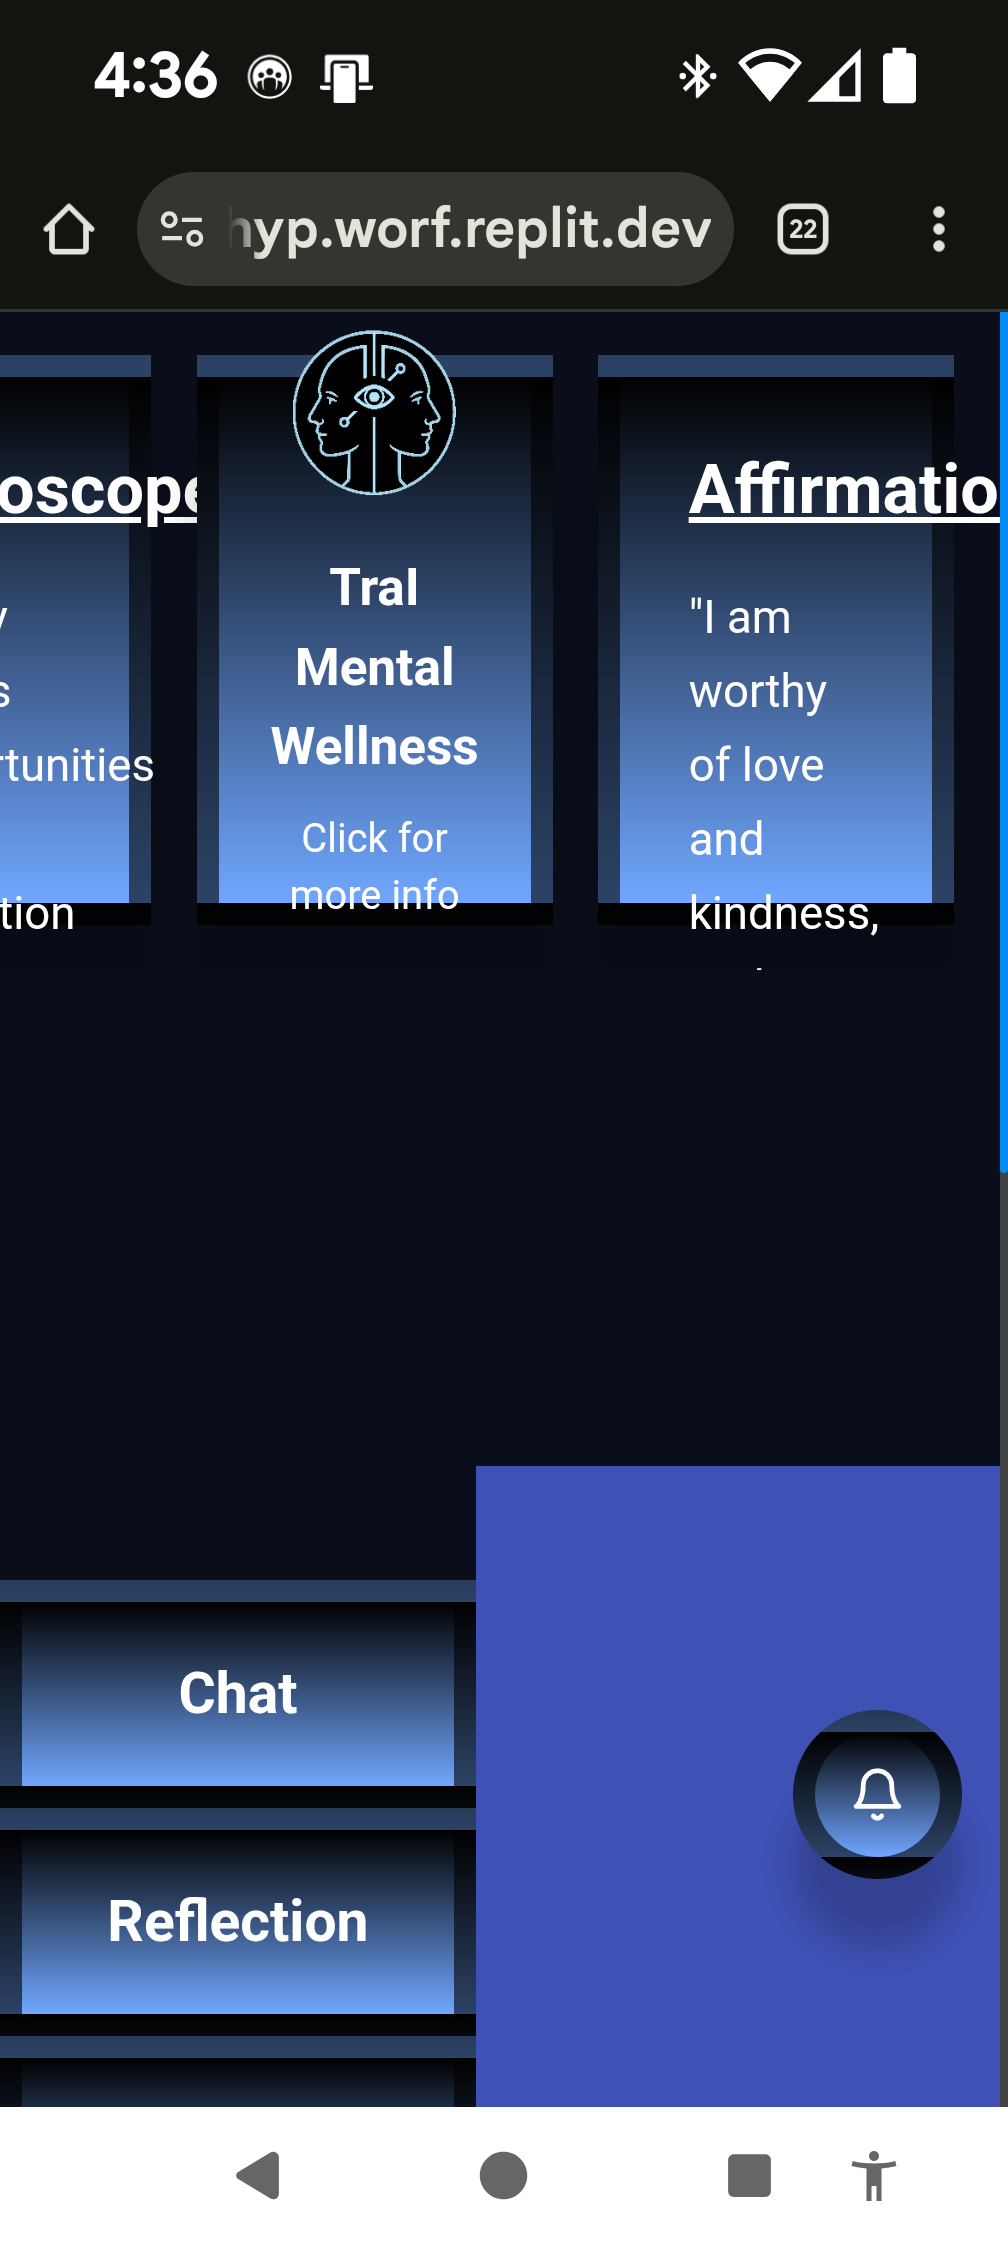 4:36
hyp.worf.replit.dev
22
oscope
Affirmatio
Tral
Mental
Wellness
Click for
more info
y
s
rtunities
tion
"I am
worthy
of love
and
kindness,
Chat
Reflection